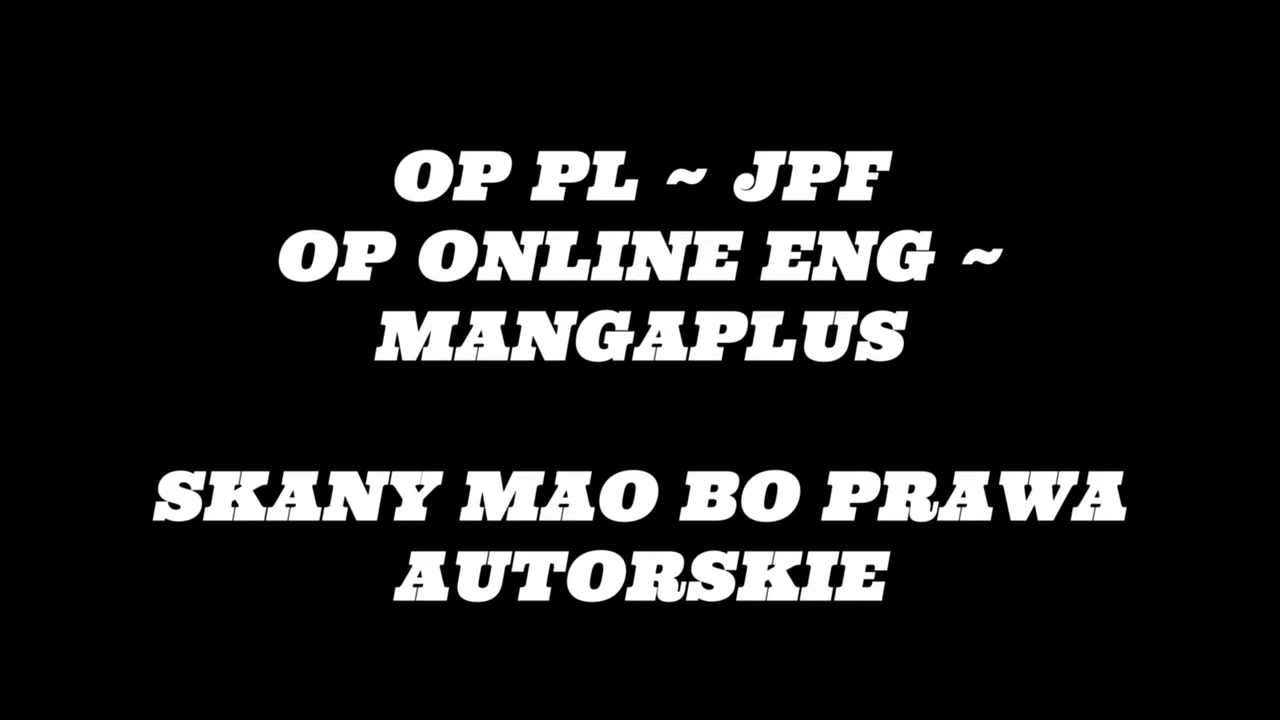 OP PL ~ JPF
OP ONLINE ENG ~
MANGAPLUS
SKANY MAO BO PRAWA
AUTORSKIE